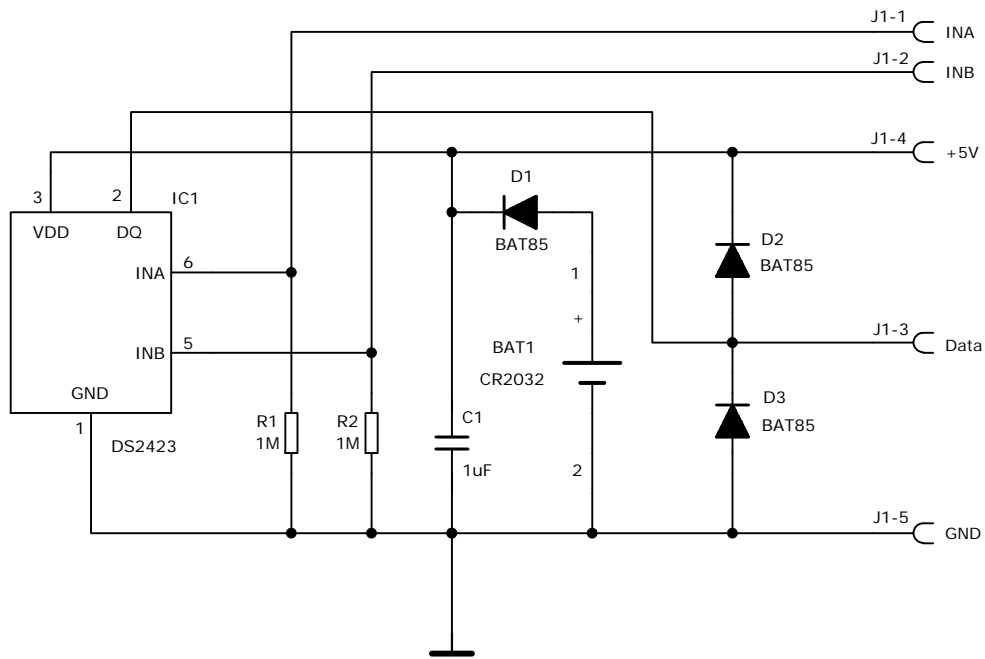 J1-1
INA
J1-2
INB
J1-4
+5V
D1
3
2
IC1
VDD
DQ
BAT85
D2
BAT85
INA
6
1
+
J1-3
Data
INB
5
BAT1
CR2032
GND
1
DS2423
R1
1M
R2
1M
C1
1uF
D3
BAT85
2
J1-5
GND